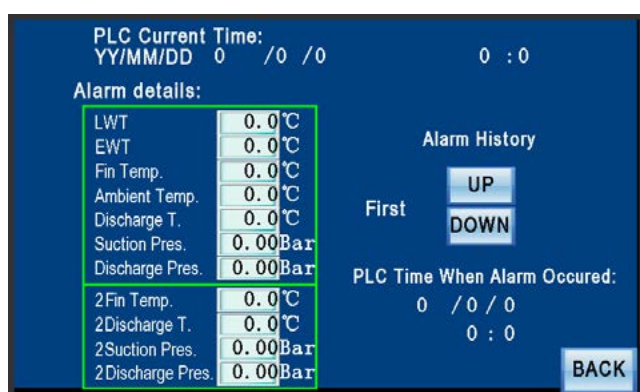 PLC Current Time:
YY/MM/DD 0 /0 /0 0 :0
Alarm details:
LWT 0.0℃
EWT 0.0℃
Fin Temp. 0.0℃
Ambient Temp. 0.0℃
Discharge T. 0.0℃
Suction Pres. 0.00Bar
Discharge Pres. 0.00Bar
2Fin Temp. 0.0℃
2Discharge T. 0.0℃
2Suction Pres. 0.00Bar
2Discharge Pres. 0.00Bar
Alarm History
UP
First
DOWN
PLC Time When Alarm Occured:
0 /0 / 0
0 : 0
BACK